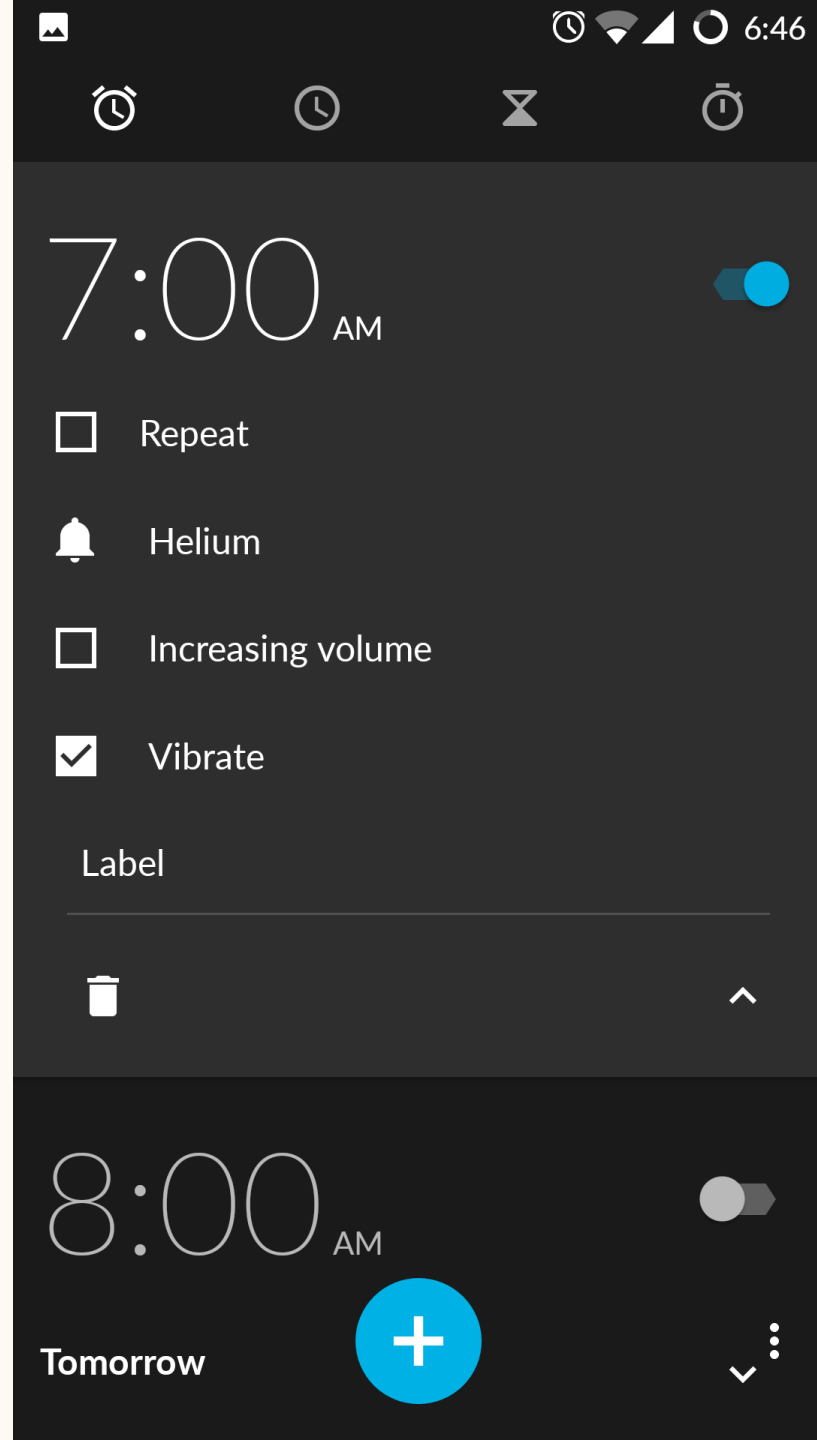 6:46
7:00 AM
Repeat
Helium
Increasing volume
Vibrate
Label
8:00 AM
Tomorrow